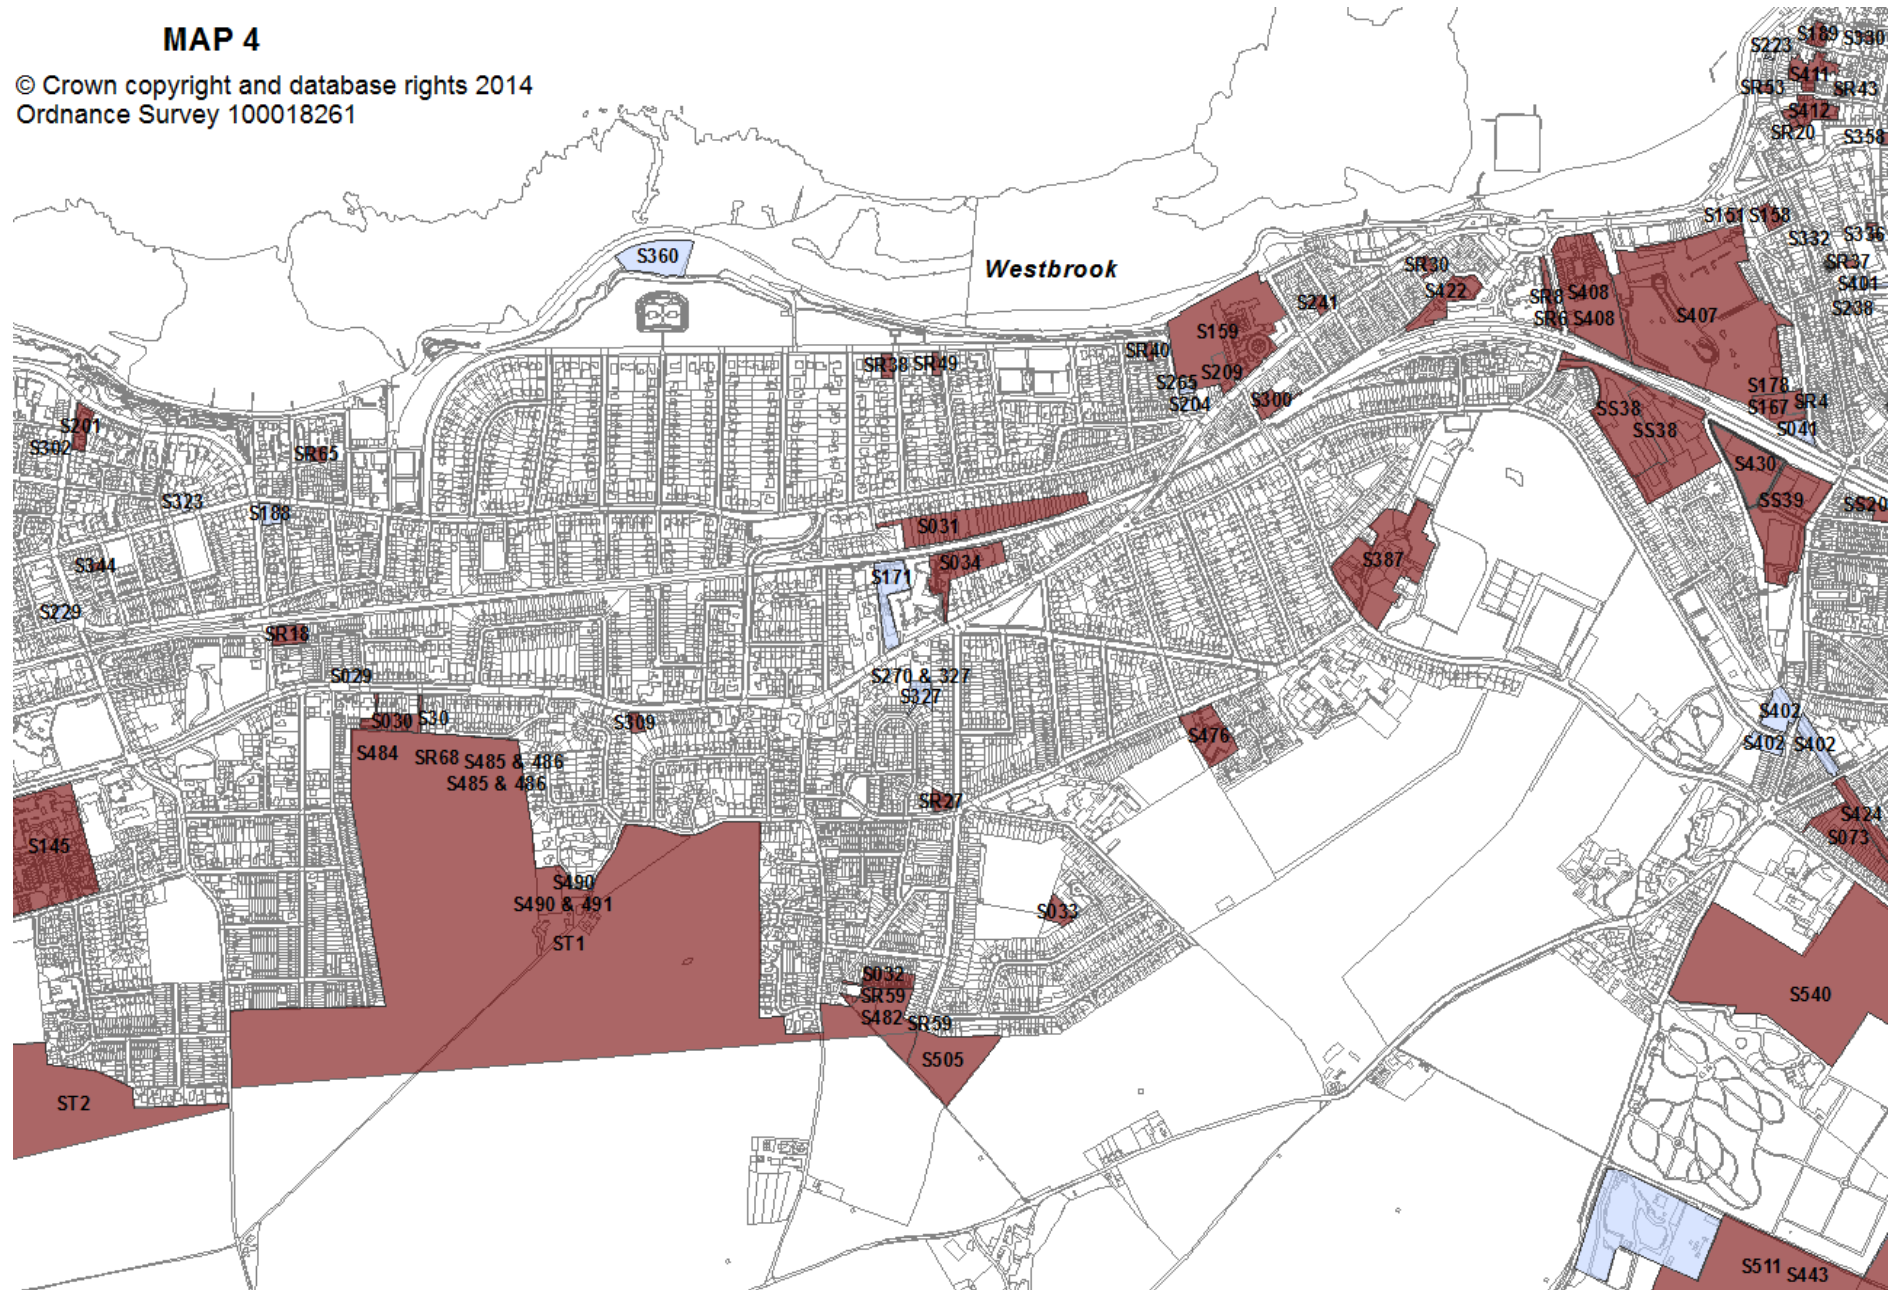 MAP 4
© Crown copyright and database rights 2014
Ordnance Survey 100018261
S189
S330
S223
S411
SR53
SR43
S412
SR20
S358
S151
S158
S332
S336
SR37
S401
S238
S360
Westbrook
SR30
S422
S241
SR8
S408
SR6
S408
S407
S159
S209
SR40
S265
S204
S300
SR38
SR49
S178
S167
SR4
S041
SS38
SS38
S430
SS39
SS20
S201
S302
SR65
S323
S188
S344
S229
SR18
S031
S034
S171
S387
S029
S030
S30
S309
S270 & 327
S327
S476
S402
S402
S402
S484
SR68
S485 & 486
S485 & 486
SR27
S424
S073
S145
S490
S490 & 491
ST1
S033
S032
SR59
S482
SR59
S505
S540
ST2
S511
S443